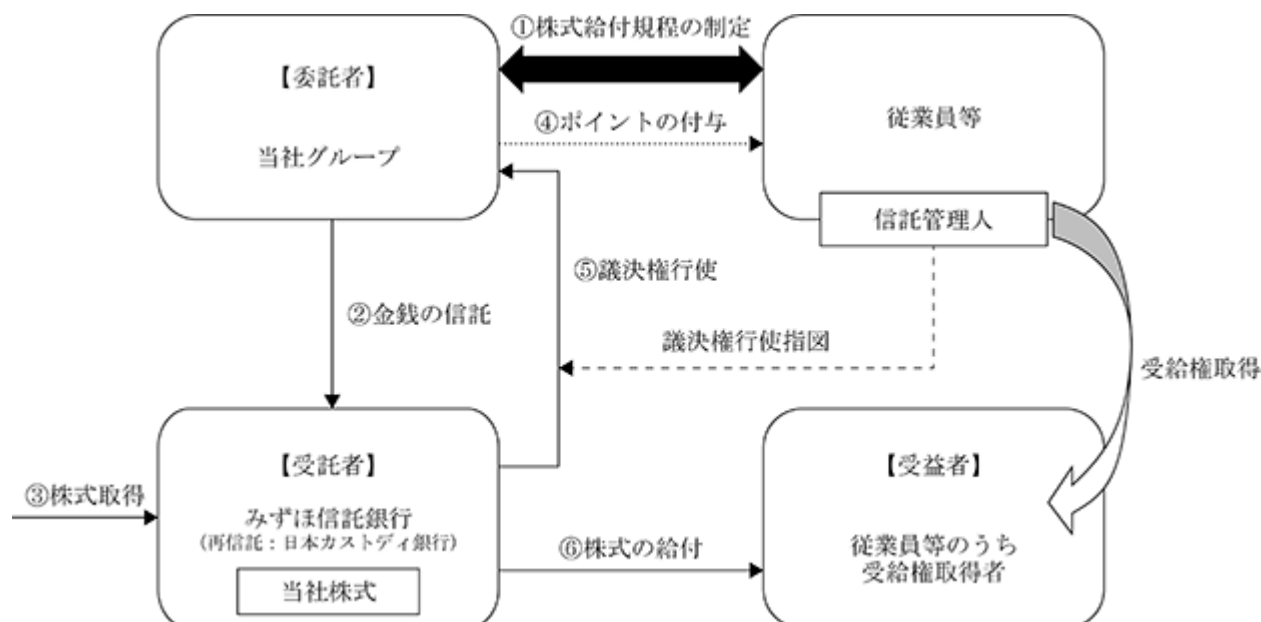 ①株式給付規程の制定
【委託者】
当社グループ
④ポイントの付与
従業員等
信託管理人
②金銭の信託
⑤議決権行使
議決権行使指図
受給権取得
③株式取得
【受託者】
みずほ信託銀行
(再信託：日本カストディ銀行)
当社株式
⑥株式の給付
【受益者】
従業員等のうち
受給権取得者